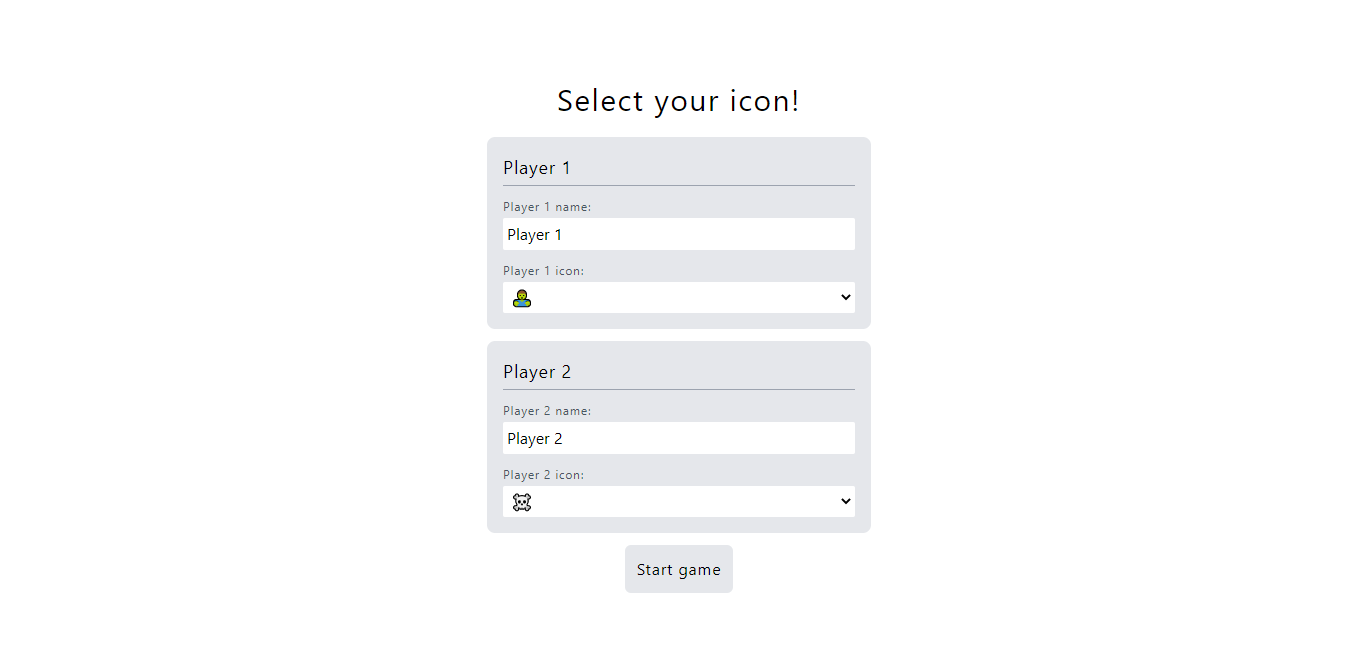 Select your icon!
Player 1
Player 1 name:
Player 1
Player 1 icon:
🧟‍♂️
Player 2
Player 2 name:
Player 2
Player 2 icon:
☠️
Start game